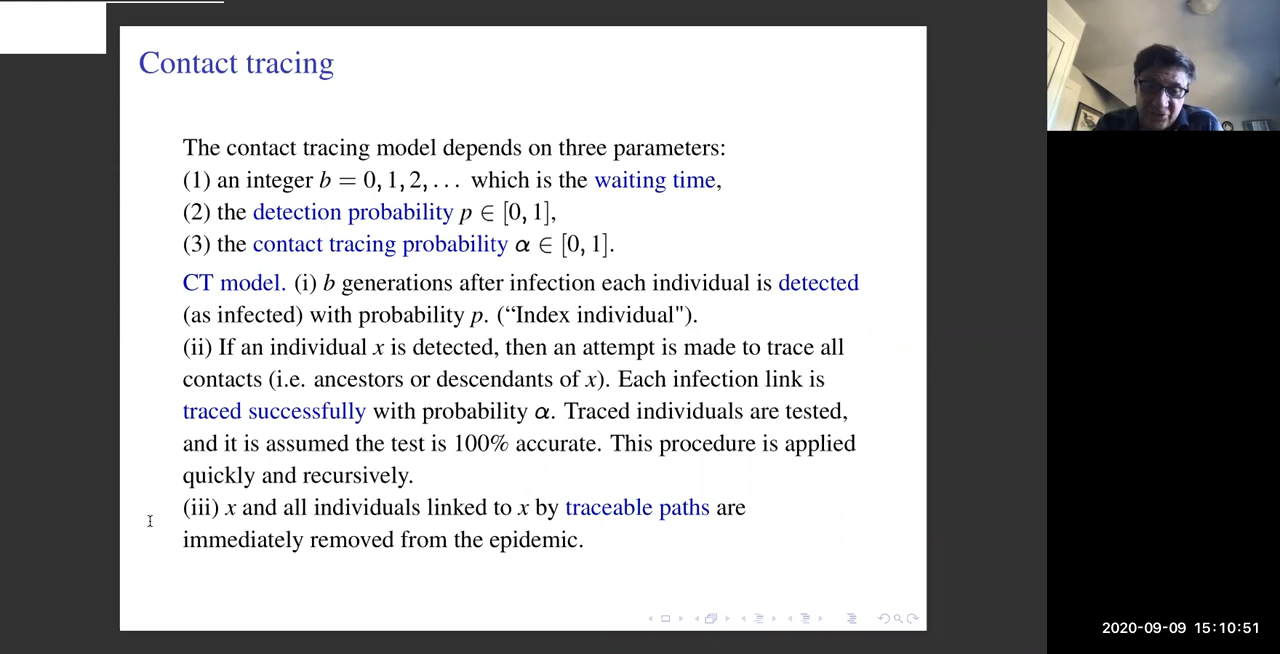 Contact tracing
The contact tracing model depends on three parameters:
(1) an integer b = 0, 1, 2, … which is the waiting time,
(2) the detection probability p ∈ [0, 1],
(3) the contact tracing probability α ∈ [0, 1].
CT model. (i) b generations after infection each individual is detected
(as infected) with probability p. (“Index individual").
(ii) If an individual x is detected, then an attempt is made to trace all
contacts (i.e. ancestors or descendants of x). Each infection link is
traced successfully with probability α. Traced individuals are tested,
and it is assumed the test is 100% accurate. This procedure is applied
quickly and recursively.
(iii) x and all individuals linked to x by traceable paths are
immediately removed from the epidemic.
2020-09-09 15:10:51